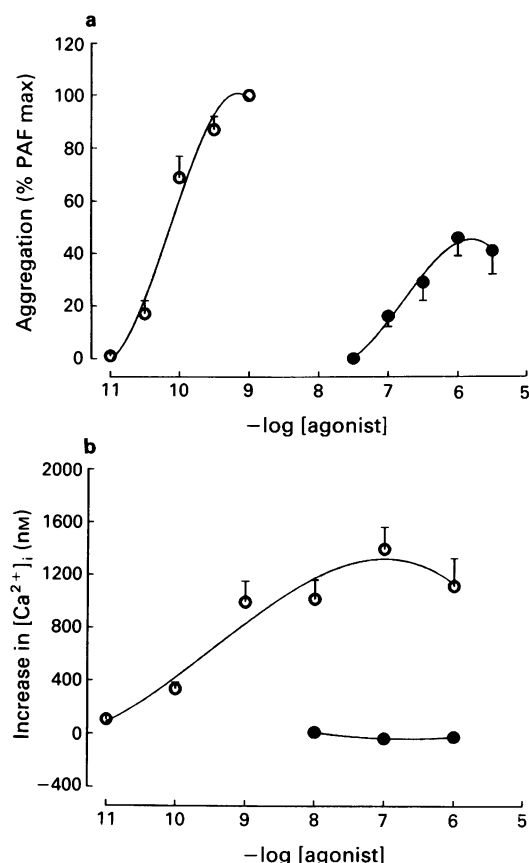 a
Aggregation (% PAF max)
120
100
80
60
40
20
0
11 10 9 8 7 6 5
−log [agonist]
b
Increase in [Ca²⁺]ᵢ (nM)
2000
1600
1200
800
400
0
−400
11 10 9 8 7 6 5
−log [agonist]